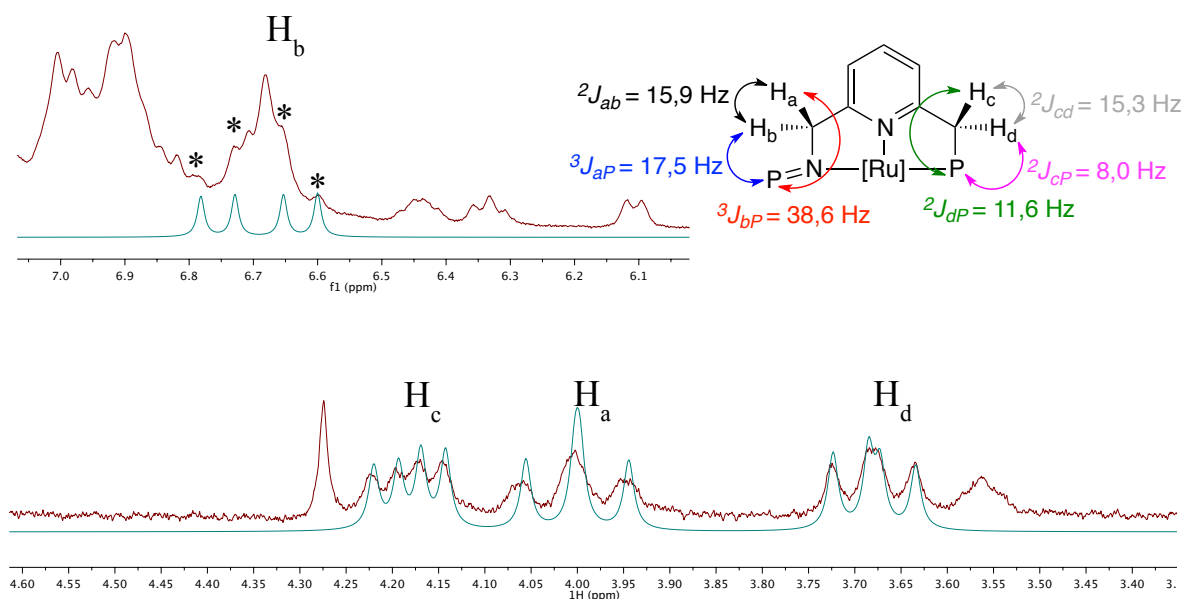 H_b
* * * *
7.0 6.9 6.8 6.7 6.6 6.5 6.4 6.3 6.2 6.1
f1 (ppm)
²J_ab = 15,9 Hz
H_a
H_b
³J_aP = 17,5 Hz
P=N [Ru] P
N
³J_bP = 38,6 Hz
H_c
H_d
²J_cd = 15,3 Hz
²J_cP = 8,0 Hz
²J_dP = 11,6 Hz
H_c H_a H_d
4.60 4.55 4.50 4.45 4.40 4.35 4.30 4.25 4.20 4.15 4.10 4.05 4.00 3.95 3.90 3.85 3.80 3.75 3.70 3.65 3.60 3.55 3.50 3.45 3.40 3.
1H (ppm)